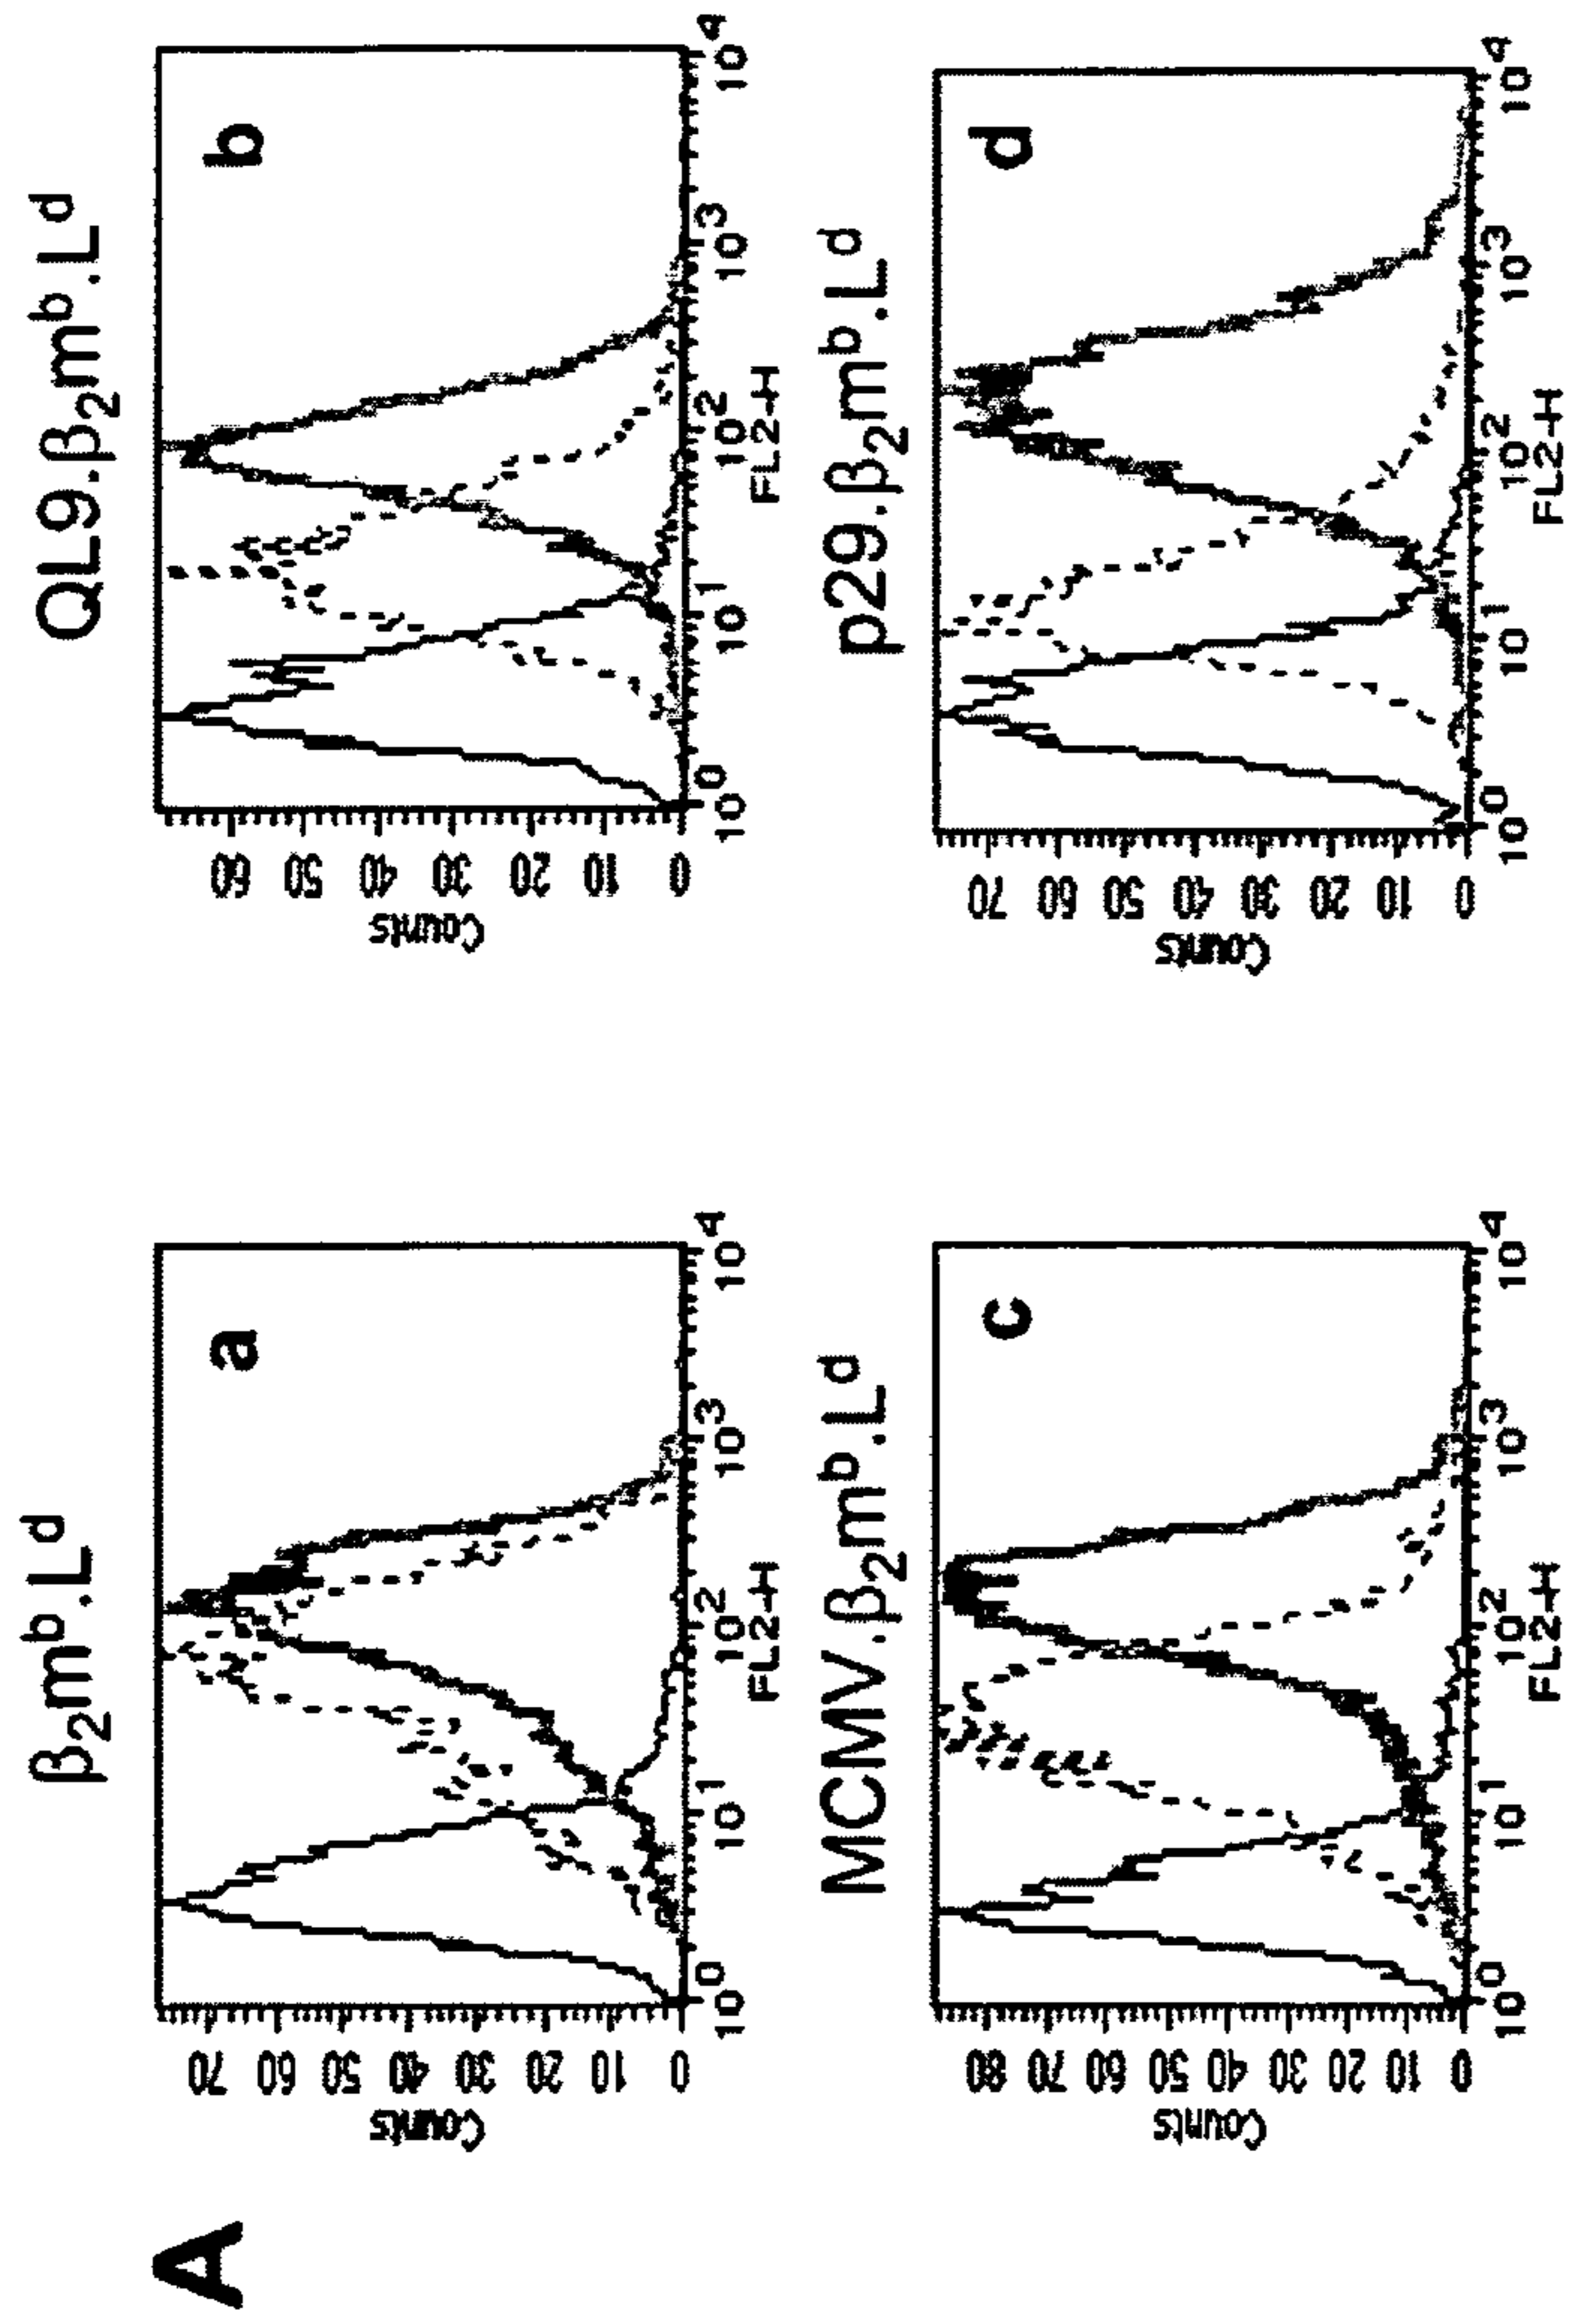 A
β₂mᵇ.Lᵈ
a
Counts
70 60 50 40 30 20 10 0
10⁰ 10¹ 10² 10³ 10⁴
FL2-H
QL9.β₂mᵇ.Lᵈ
b
Counts
60 50 40 30 20 10 0
10⁰ 10¹ 10² 10³ 10⁴
FL2-H
MCMV.β₂mᵇ.Lᵈ
c
Counts
80 70 60 50 40 30 20 10 0
10⁰ 10¹ 10² 10³ 10⁴
FL2-H
p29.β₂mᵇ.Lᵈ
d
Counts
70 60 50 40 30 20 10 0
10⁰ 10¹ 10² 10³ 10⁴
FL2-H